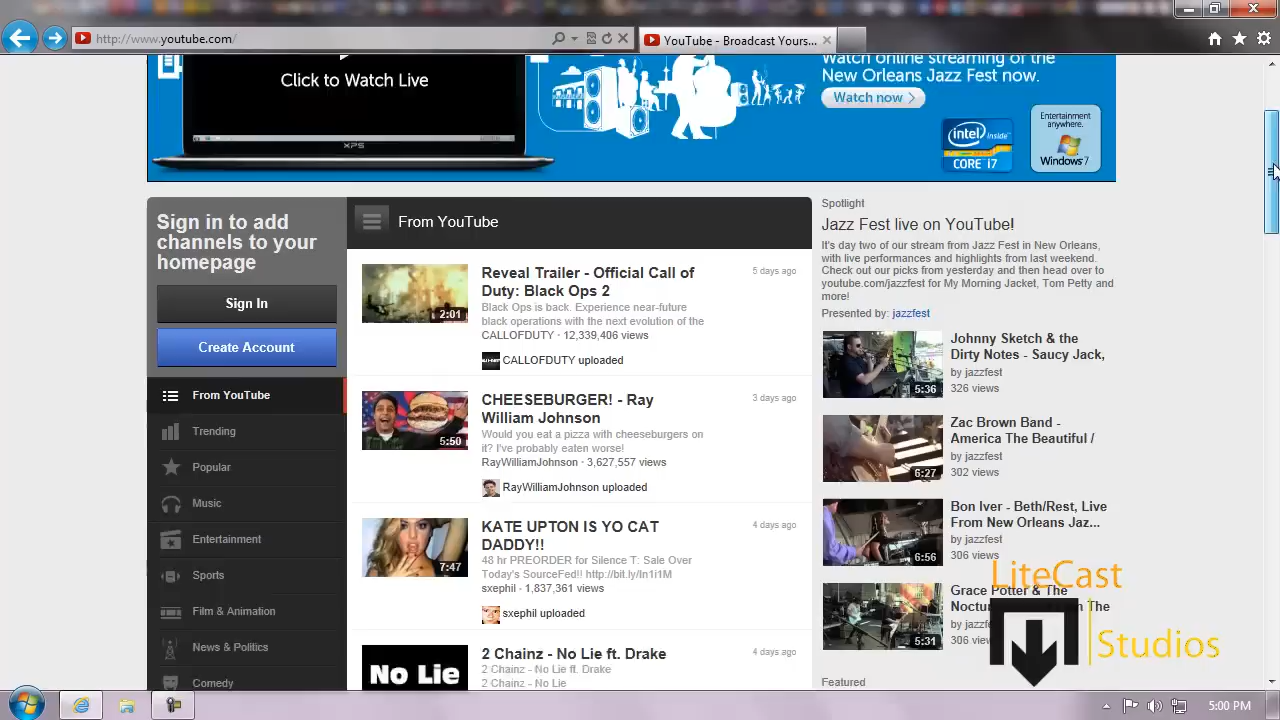 http://www.youtube.com/
YouTube - Broadcast Yours...
Click to Watch Live
XPS
Watch online streaming of the
New Orleans Jazz Fest now.
Watch now
intel inside
CORE i7
Entertainment
anywhere.
Windows 7
Sign in to add
channels to your
homepage
Sign In
Create Account
From YouTube
Trending
Popular
Music
Entertainment
Sports
Film & Animation
News & Politics
Comedy
From YouTube
Reveal Trailer - Official Call of
Duty: Black Ops 2
5 days ago
Black Ops is back. Experience near-future
black operations with the next evolution of the
CALLOFDUTY · 12,339,406 views
2:01
CALLOFDUTY uploaded
CHEESEBURGER! - Ray
William Johnson
3 days ago
Would you eat a pizza with cheeseburgers on
it? I've probably eaten worse!
RayWilliamJohnson · 3,627,557 views
5:50
RayWilliamJohnson uploaded
KATE UPTON IS YO CAT
DADDY!!
4 days ago
48 hr PREORDER for Silence T: Sale Over
Today's SourceFed!! http://bit.ly/In1i1M
sxephil · 1,837,361 views
7:47
sxephil uploaded
2 Chainz - No Lie ft. Drake
4 days ago
2 Chainz - No Lie ft. Drake
2 Chainz - No Lie
No Lie
Spotlight
Jazz Fest live on YouTube!
It's day two of our stream from Jazz Fest in New Orleans,
with live performances and highlights from last weekend.
Check out our picks from yesterday and then head over to
youtube.com/jazzfest for My Morning Jacket, Tom Petty and
more!
Presented by: jazzfest
Johnny Sketch & the
Dirty Notes - Saucy Jack,
by jazzfest
326 views
5:36
Zac Brown Band -
America The Beautiful /
by jazzfest
302 views
6:27
Bon Iver - Beth/Rest, Live
From New Orleans Jaz...
by jazzfest
306 views
6:56
Grace Potter & The
The
306
5:31
Featured
LiteCast
Studios
5:00 PM